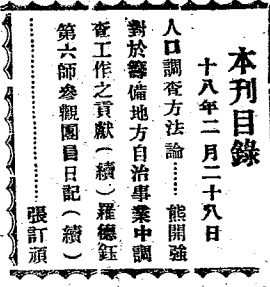 本刊目錄
十八年二月二十八日
人口調查方法論……熊開強
對於籌備地方自治事業中調
查工作之貢獻(續)羅德鈺
第六師參觀團員日記(續)
……………張訂頑